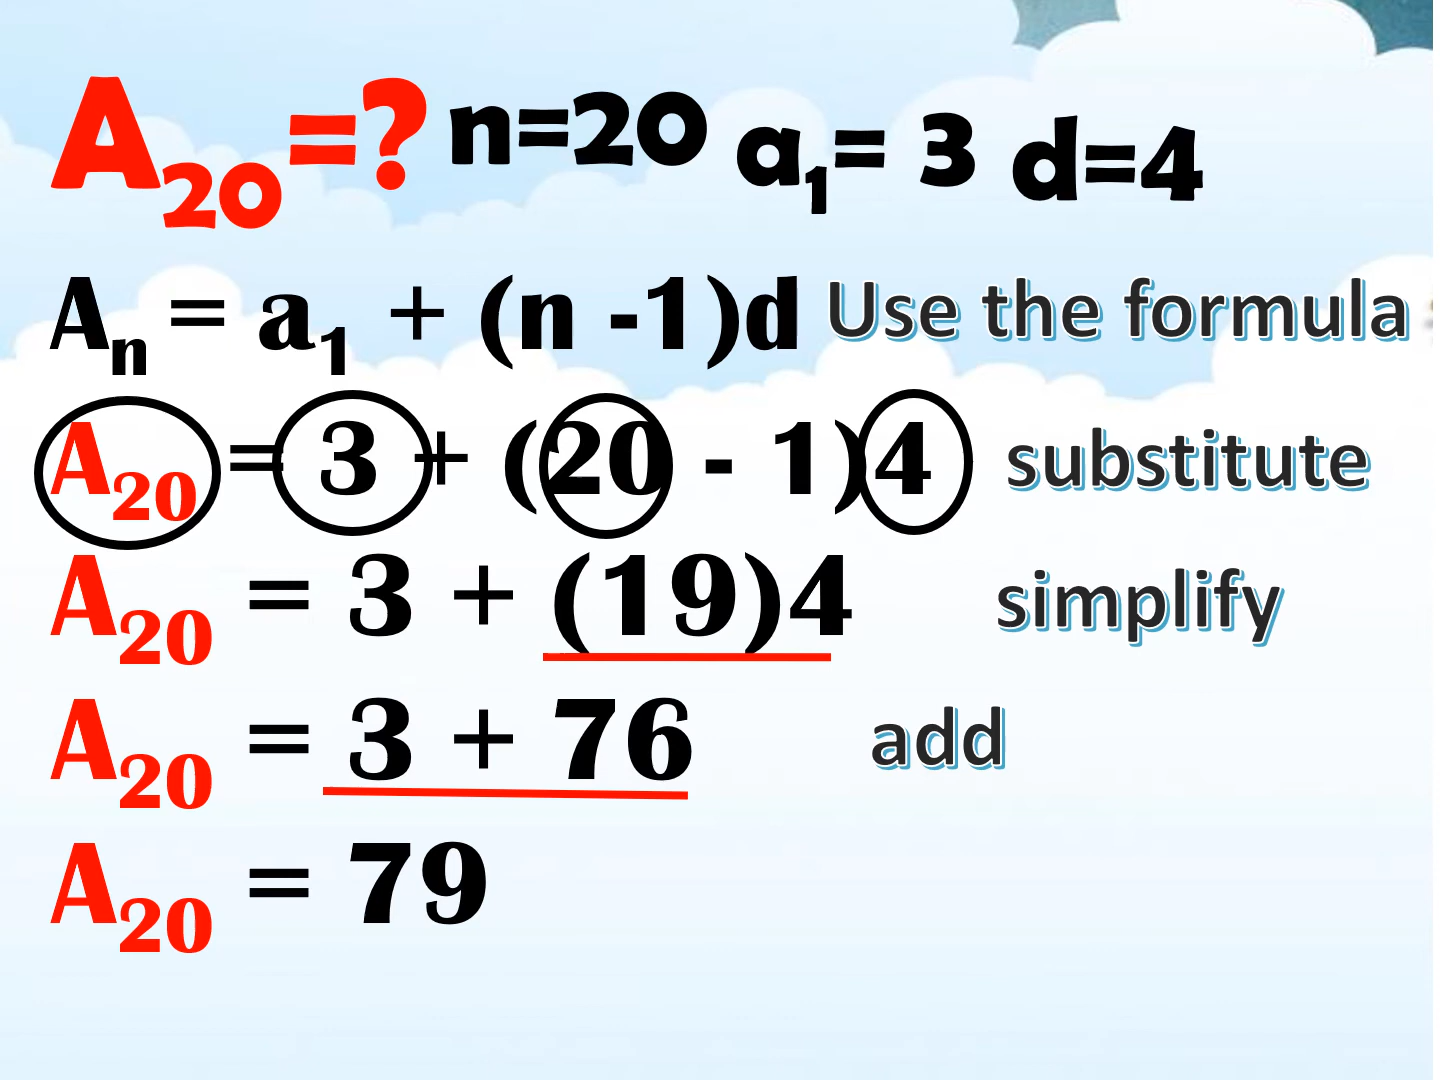 A₂₀=? n=20 a₁= 3 d=4
Aₙ = a₁ + (n -1)d Use the formula
A₂₀ = 3 + (20 - 1)4 substitute
A₂₀ = 3 + (19)4 simplify
A₂₀ = 3 + 76 add
A₂₀ = 79